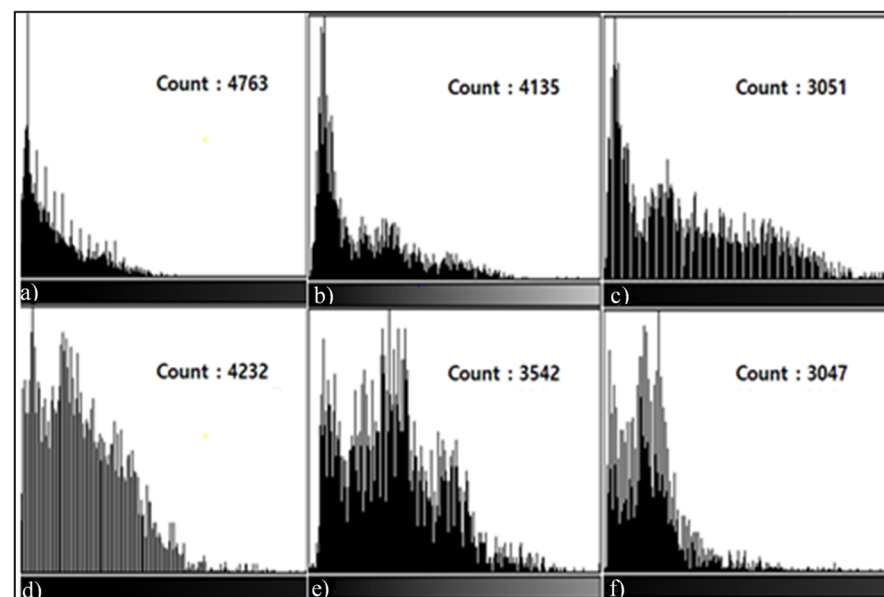 Count : 4763
Count : 4135
Count : 3051
a)
b)
c)
Count : 4232
Count : 3542
Count : 3047
d)
e)
f)